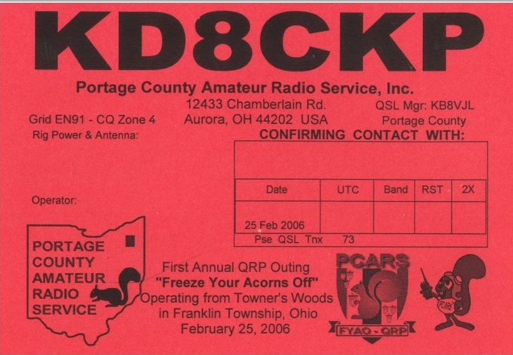 KD8CKP
Portage County Amateur Radio Service, Inc.
12433 Chamberlain Rd. QSL Mgr: KB8VJL
Grid EN91 - CQ Zone 4 Aurora, OH 44202 USA Portage County
Rig Power & Antenna: CONFIRMING CONTACT WITH:
Date UTC Band RST 2X
Operator:
25 Feb 2006
Pse QSL Tnx 73
PORTAGE
COUNTY
AMATEUR
RADIO
SERVICE
First Annual QRP Outing
"Freeze Your Acorns Off"
Operating from Towner's Woods
in Franklin Township, Ohio
February 25, 2006
PCARS
FYAO - QRP